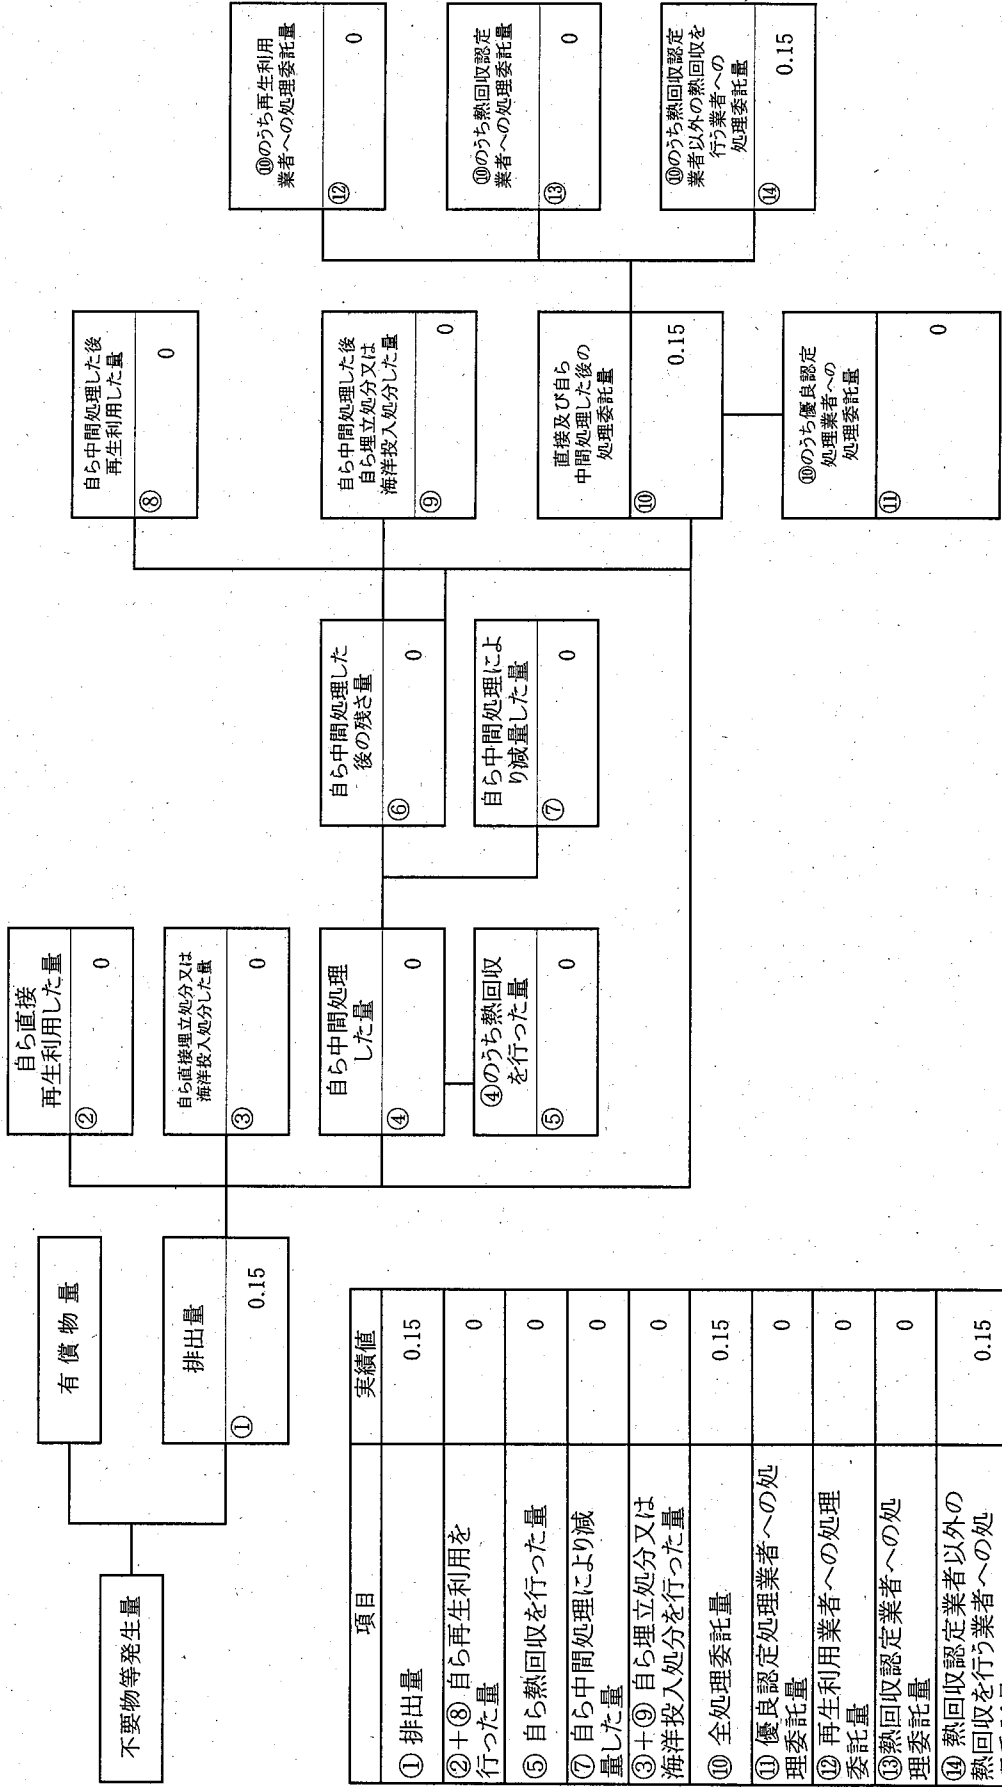 不要物等発生量
有償物量
排出量
① 0.15
自ら直接
再生利用した量
② 0
自ら直接埋立処分又は
海洋投入処分した量
③ 0
自ら中間処理
した量
④ 0
④のうち熱回収
を行った量
⑤ 0
自ら中間処理した
後の残さ量
⑥ 0
自ら中間処理によ
り減量した量
⑦ 0
自ら中間処理した後
再生利用した量
⑧ 0
自ら中間処理した後
自ら埋立処分又は
海洋投入処分した量
⑨ 0
直接及び自ら
中間処理した後の
処理委託量
⑩ 0.15
⑩のうち優良認定
処理業者への
処理委託量
⑪ 0
⑩のうち再生利用
業者への処理委託量
⑫ 0
⑩のうち熱回収認定
業者への処理委託量
⑬ 0
⑩のうち熱回収認定
業者以外の熱回収を
行う業者への
処理委託量
⑭ 0.15
項目 実績値
① 排出量 0.15
②+⑧ 自ら再生利用を
行った量 0
⑤ 自ら熱回収を行った量 0
⑦ 自ら中間処理により減
量した量 0
③+⑨ 自ら埋立処分又は
海洋投入処分を行った量 0
⑩ 全処理委託量 0.15
⑪ 優良認定処理業者への処
理委託量 0
⑫ 再生利用業者への処理
委託量 0
⑬熱回収認定業者への処
理委託量 0
⑭ 熱回収認定業者以外の
熱回収を行う業者への処 0.15